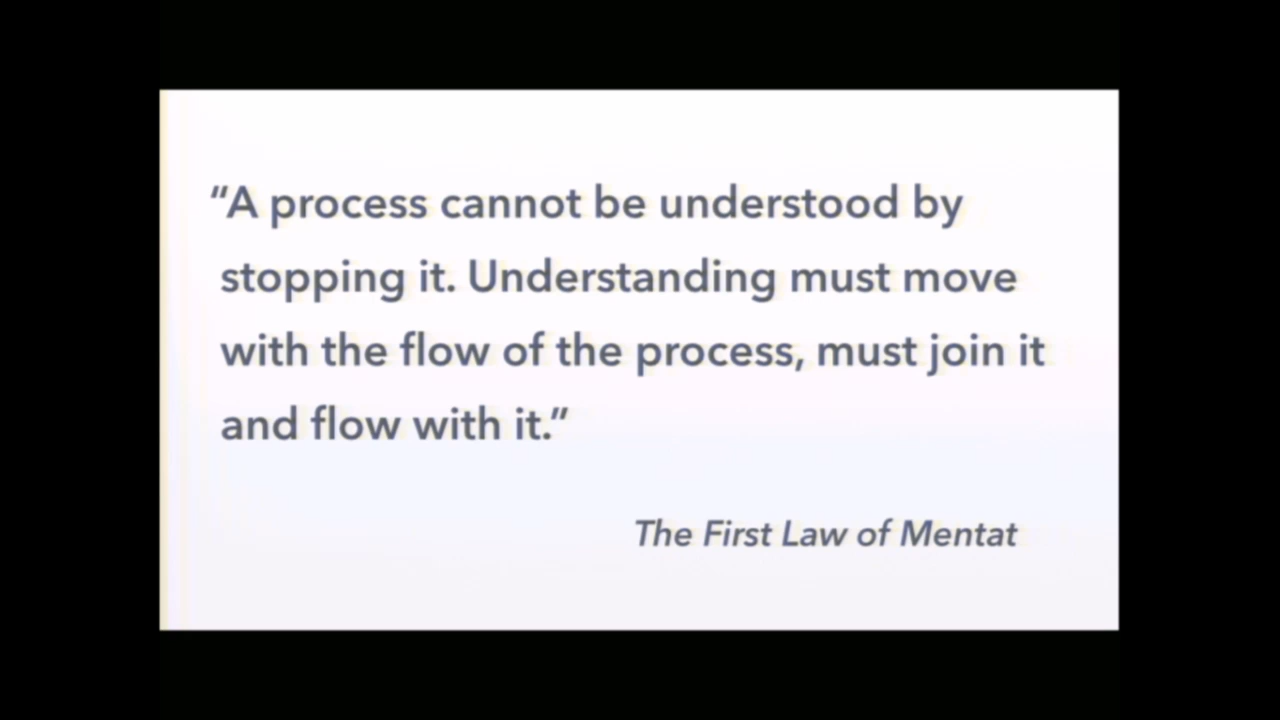 “A process cannot be understood by
stopping it. Understanding must move
with the flow of the process, must join it
and flow with it.”
The First Law of Mentat